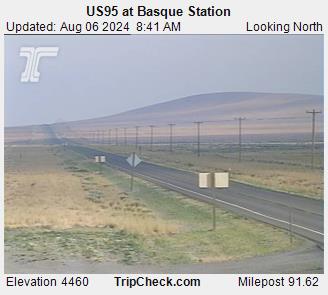 US95 at Basque Station
Updated: Aug 06 2024 8:41 AM Looking North
Elevation 4460 TripCheck.com Milepost 91.62